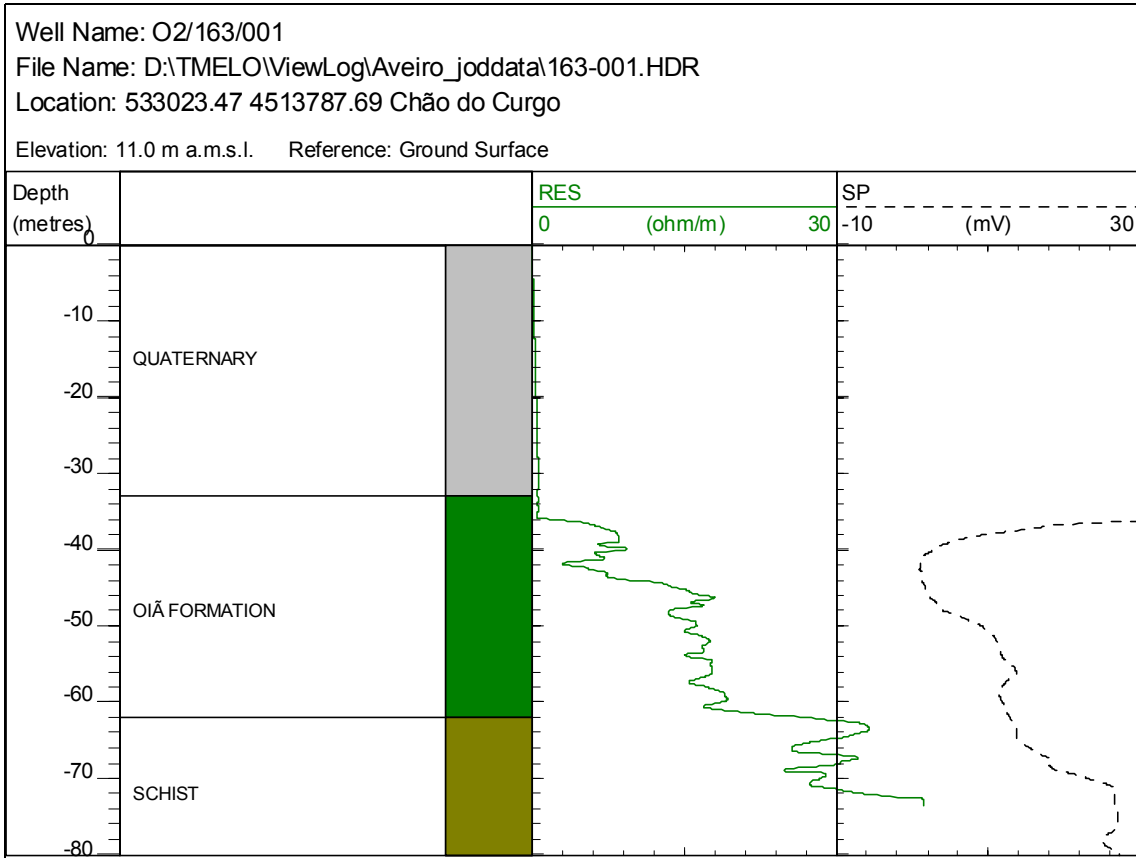 Well Name: O2/163/001
File Name: D:\TMELO\ViewLog\Aveiro_joddata\163-001.HDR
Location: 533023.47 4513787.69 Chão do Curgo
Elevation: 11.0 m a.m.s.l. Reference: Ground Surface
Depth RES SP
(metres) 0 (ohm/m) 30 -10 (mV) 30
0
-10
QUATERNARY
-20
-30
-40
-50
OIÃ FORMATION
-60
-70
SCHIST
-80